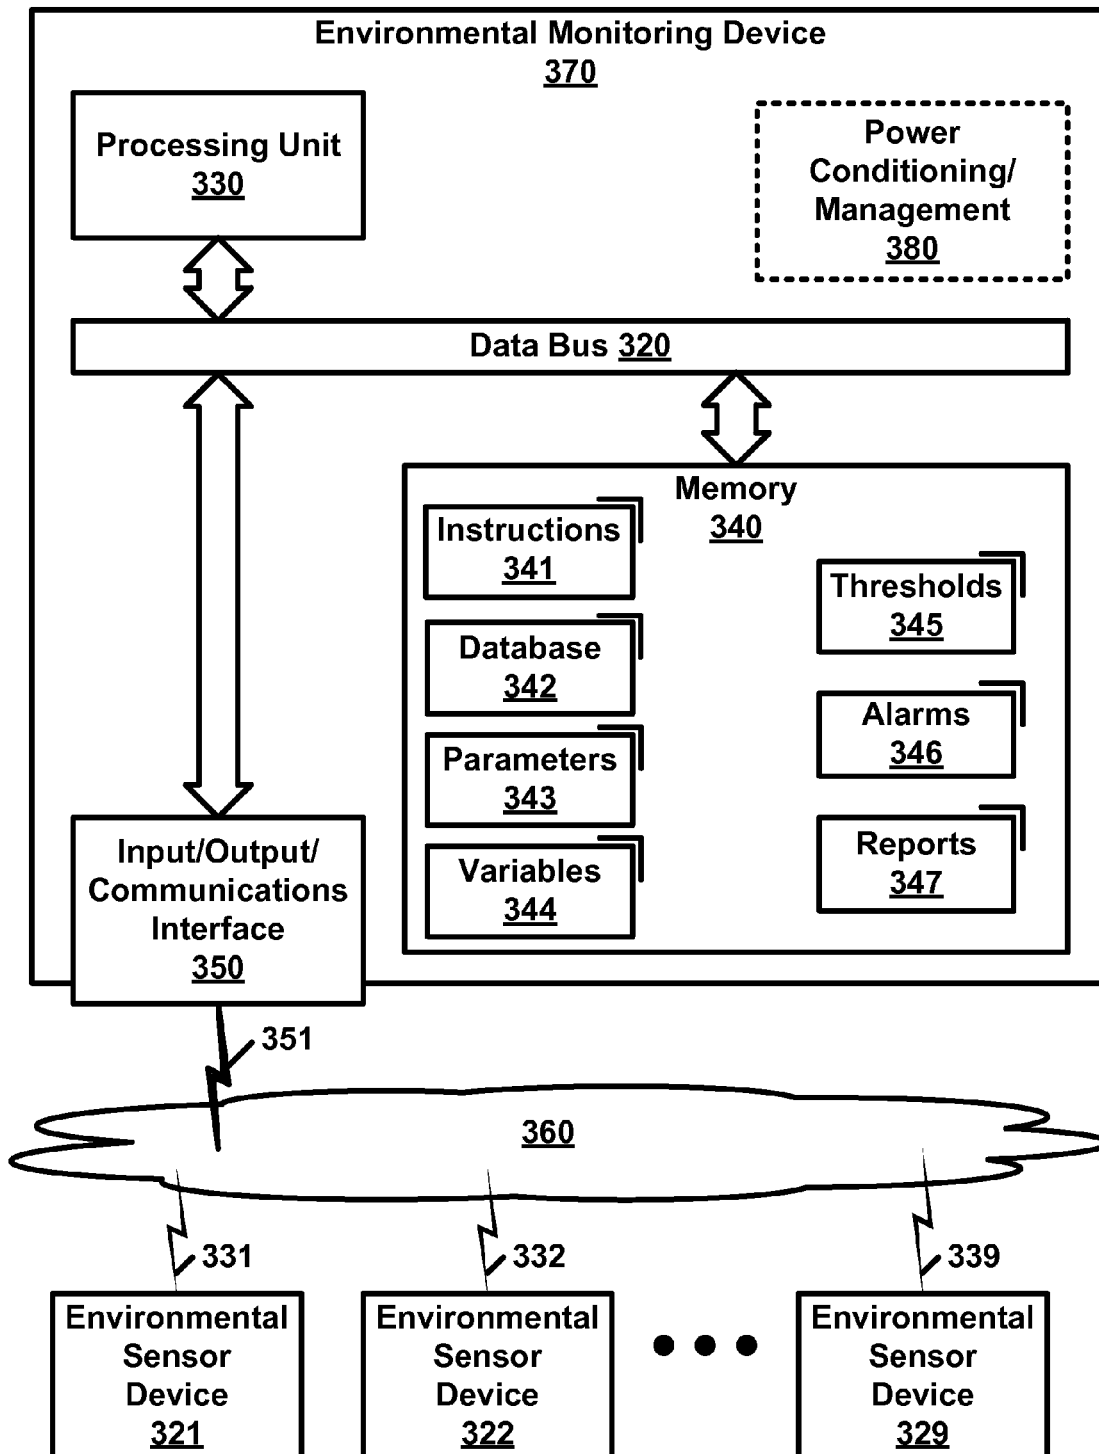 Environmental Monitoring Device
370
Processing Unit
330
Power
Conditioning/
Management
380
Data Bus 320
Memory
340
Instructions
341
Database
342
Parameters
343
Variables
344
Thresholds
345
Alarms
346
Reports
347
Input/Output/
Communications
Interface
350
351
360
331
332
339
Environmental
Sensor
Device
321
Environmental
Sensor
Device
322
Environmental
Sensor
Device
329